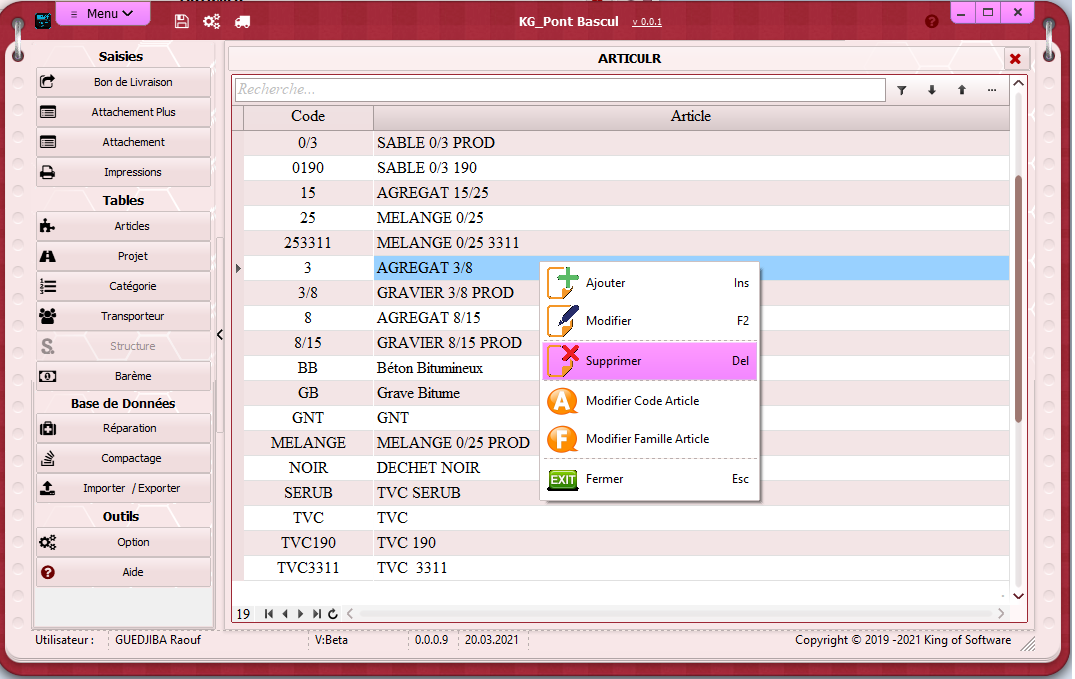 ≡ Menu
KG_Pont Bascul v 0.0.1
Saisies
Bon de Livraison
Attachement Plus
Attachement
Impressions
Tables
Articles
Projet
Catégorie
Transporteur
Structure
Barème
Base de Données
Réparation
Compactage
Importer / Exporter
Outils
Option
Aide
ARTICULR
Recherche...
Code Article
0/3 SABLE 0/3 PROD
0190 SABLE 0/3 190
15 AGREGAT 15/25
25 MELANGE 0/25
253311 MELANGE 0/25 3311
3 AGREGAT 3/8
3/8 GRAVIER 3/8 PROD
8 AGREGAT 8/15
8/15 GRAVIER 8/15 PROD
BB Béton Bitumineux
GB Grave Bitume
GNT GNT
MELANGE MELANGE 0/25 PROD
NOIR DECHET NOIR
SERUB TVC SERUB
TVC TVC
TVC190 TVC 190
TVC3311 TVC  3311
19
Ajouter Ins
Modifier F2
Supprimer Del
A Modifier Code Article
F Modifier Famille Article
EXIT Fermer Esc
Utilisateur : GUEDJIBA Raouf V:Beta 0.0.0.9 20.03.2021 Copyright © 2019 -2021 King of Software